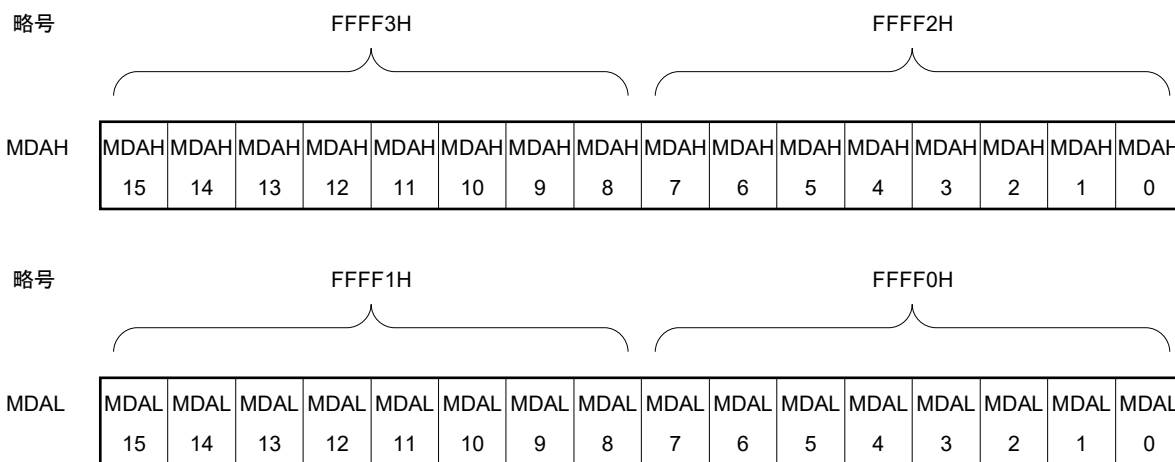 略号 FFFF3H FFFF2H
MDAH MDAH MDAH MDAH MDAH MDAH MDAH MDAH MDAH MDAH MDAH MDAH MDAH MDAH MDAH MDAH MDAH
15 14 13 12 11 10 9 8 7 6 5 4 3 2 1 0
略号 FFFF1H FFFF0H
MDAL MDAL MDAL MDAL MDAL MDAL MDAL MDAL MDAL MDAL MDAL MDAL MDAL MDAL MDAL MDAL MDAL
15 14 13 12 11 10 9 8 7 6 5 4 3 2 1 0